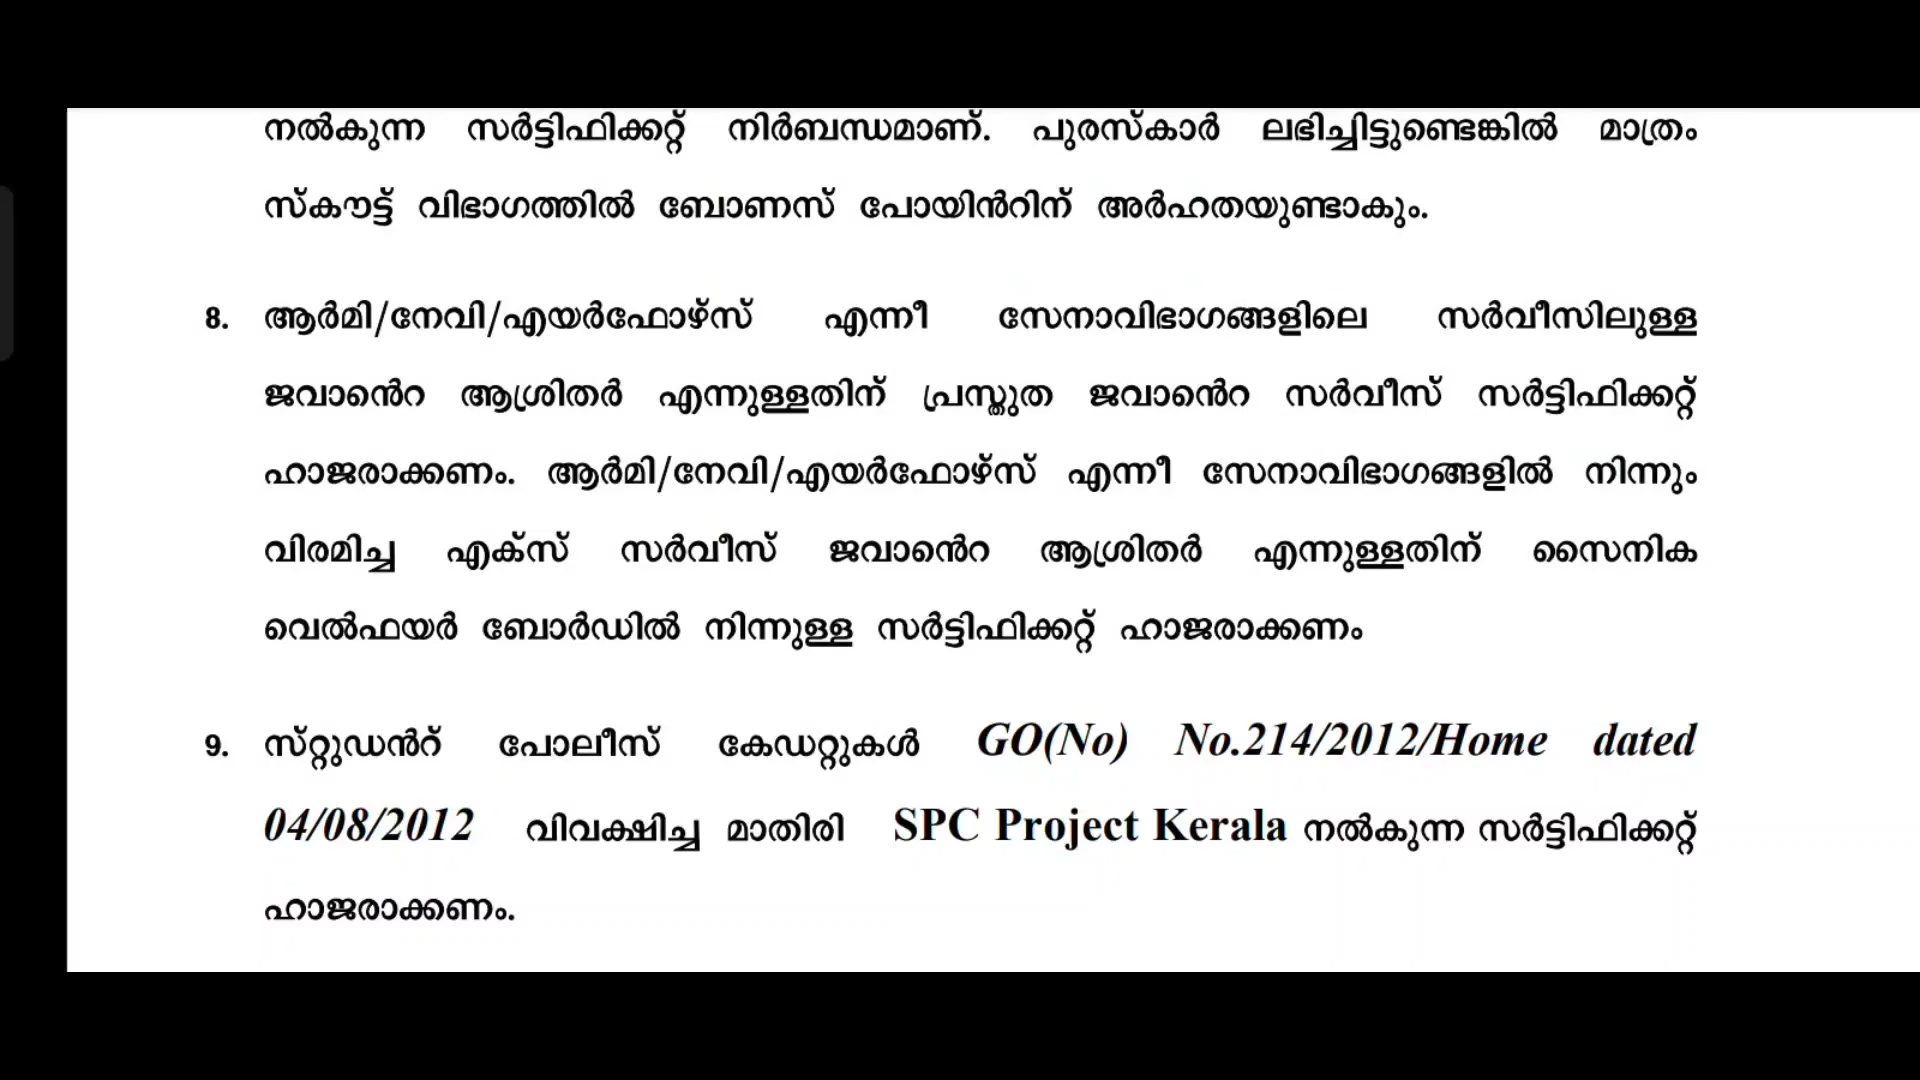 നൽകുന്ന സർട്ടിഫിക്കറ്റ് നിർബന്ധമാണ്. പുരസ്കാർ ലഭിച്ചിട്ടുണ്ടെങ്കിൽ മാത്രം
സ്കൗട്ട് വിഭാഗത്തിൽ ബോണസ് പോയിൻറിന് അർഹതയുണ്ടാകും.
8. ആർമി/നേവി/എയർഫോഴ്സ് എന്നീ സേനാവിഭാഗങ്ങളിലെ സർവീസിലുള്ള
ജവാൻെറ ആശ്രിതർ എന്നുള്ളതിന് പ്രസ്തുത ജവാൻെറ സർവീസ് സർട്ടിഫിക്കറ്റ്
ഹാജരാക്കണം. ആർമി/നേവി/എയർഫോഴ്സ് എന്നീ സേനാവിഭാഗങ്ങളിൽ നിന്നും
വിരമിച്ച എക്സ് സർവീസ് ജവാൻെറ ആശ്രിതർ എന്നുള്ളതിന് സൈനിക
വെൽഫയർ ബോർഡിൽ നിന്നുള്ള സർട്ടിഫിക്കറ്റ് ഹാജരാക്കണം
9. സ്റ്റുഡൻറ് പോലീസ് കേഡറ്റുകൾ GO(No) No.214/2012/Home dated
04/08/2012 വിവക്ഷിച്ച മാതിരി SPC Project Kerala നൽകുന്ന സർട്ടിഫിക്കറ്റ്
ഹാജരാക്കണം.